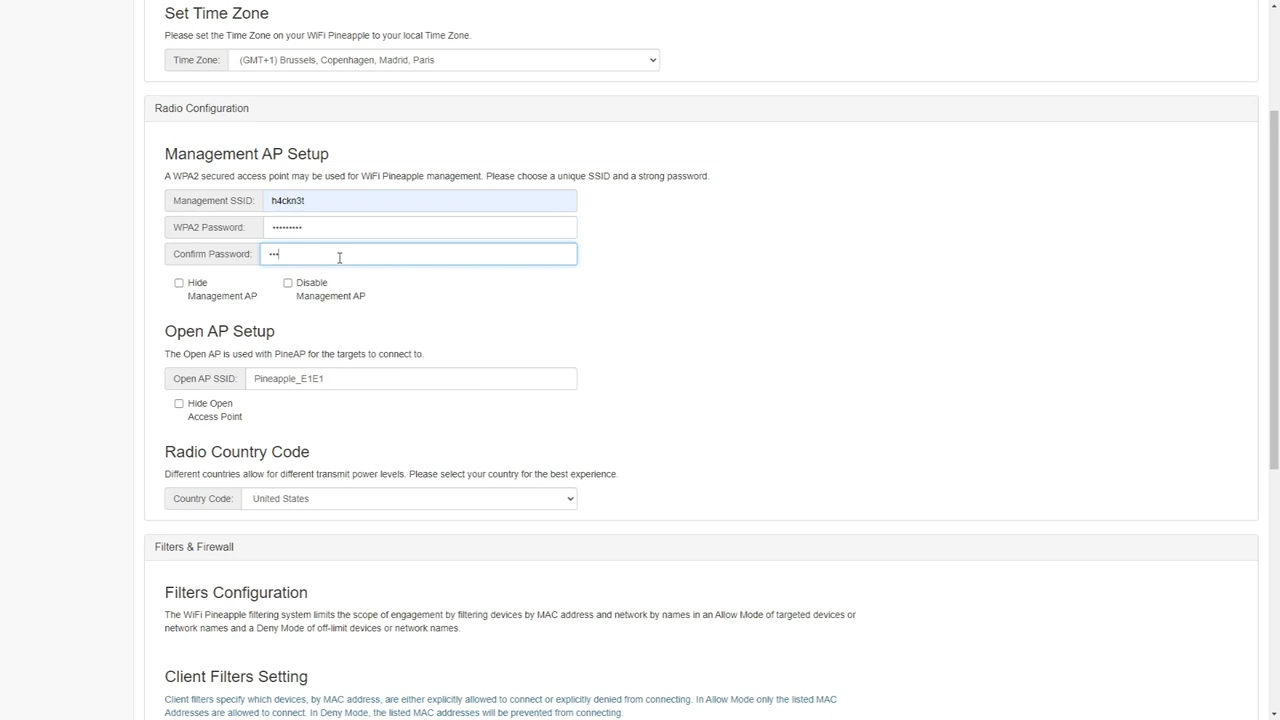 Set Time Zone
Please set the Time Zone on your WiFi Pineapple to your local Time Zone.
Time Zone: (GMT+1) Brussels, Copenhagen, Madrid, Paris
Radio Configuration
Management AP Setup
A WPA2 secured access point may be used for WiFi Pineapple management. Please choose a unique SSID and a strong password.
Management SSID: h4ckn3t
WPA2 Password: •••••••••
Confirm Password: •••
Hide Disable
Management AP Management AP
Open AP Setup
The Open AP is used with PineAP for the targets to connect to.
Open AP SSID: Pineapple_E1E1
Hide Open
Access Point
Radio Country Code
Different countries allow for different transmit power levels. Please select your country for the best experience.
Country Code: United States
Filters & Firewall
Filters Configuration
The WiFi Pineapple filtering system limits the scope of engagement by filtering devices by MAC address and network by names in an Allow Mode of targeted devices or
network names and a Deny Mode of off-limit devices or network names.
Client Filters Setting
Client filters specify which devices, by MAC address, are either explicitly allowed to connect or explicitly denied from connecting. In Allow Mode only the listed MAC
Addresses are allowed to connect. In Deny Mode, the listed MAC addresses will be prevented from connecting.